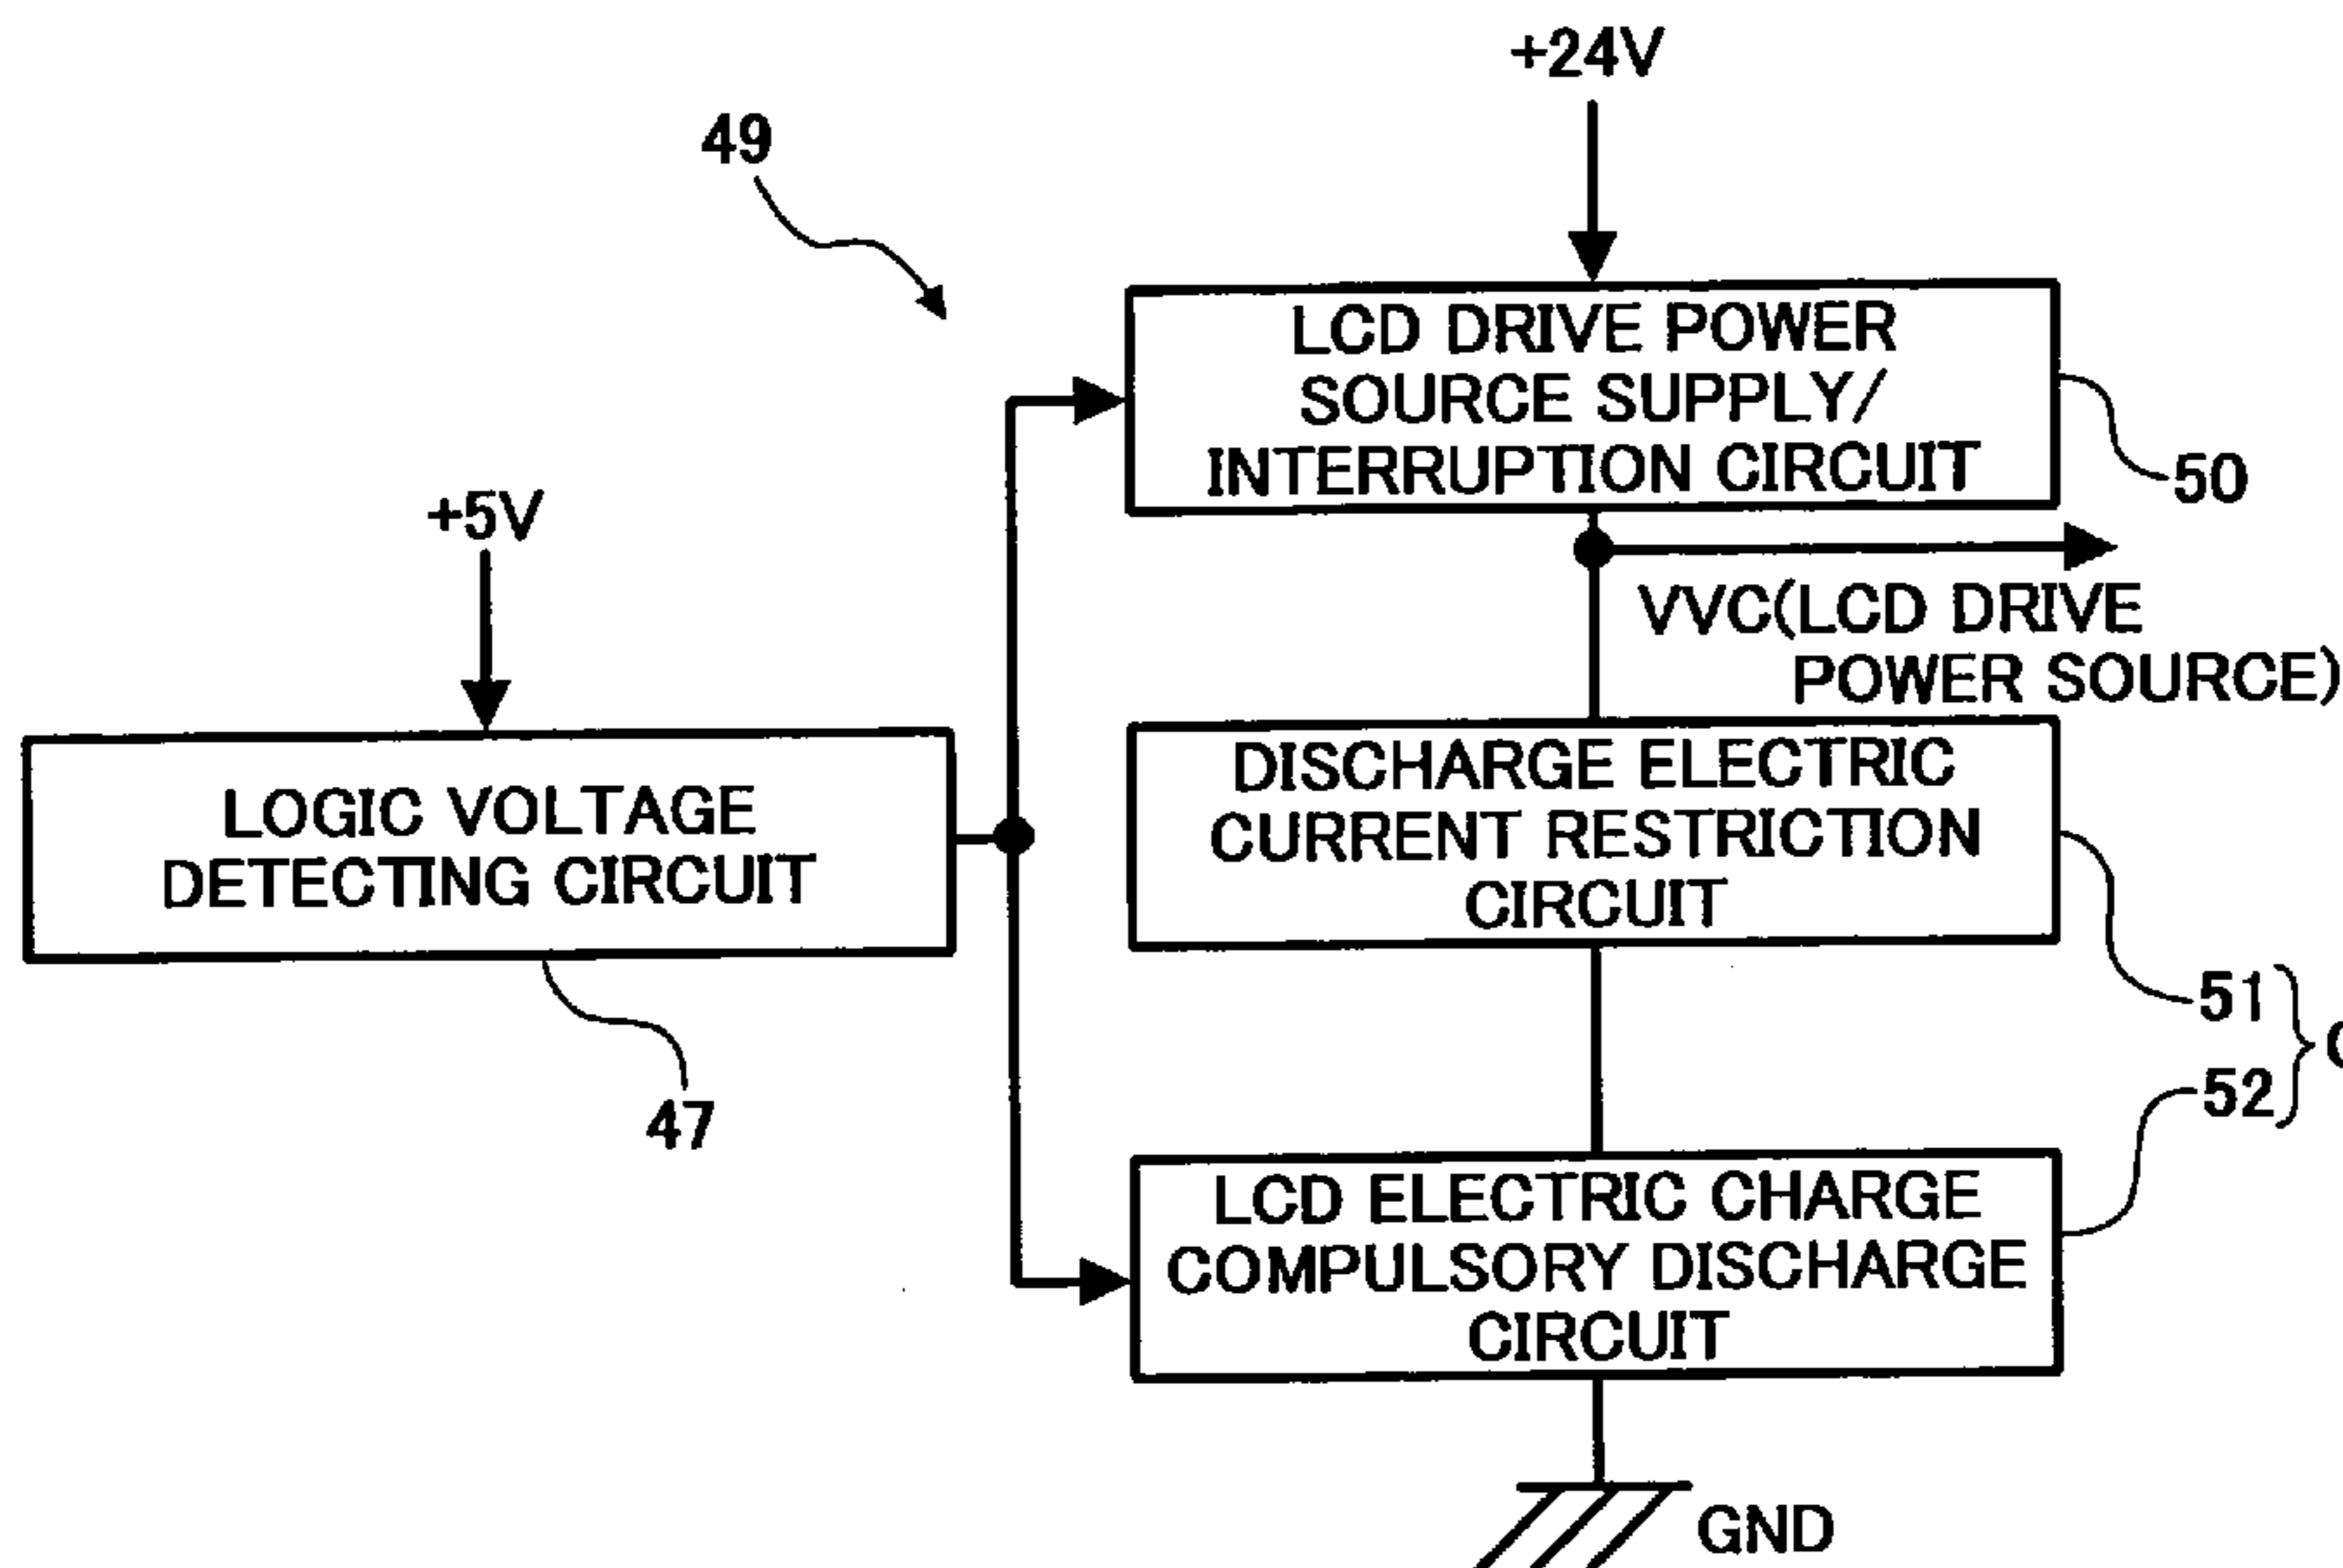 +24V
49
LCD DRIVE POWER
SOURCE SUPPLY/
INTERRUPTION CIRCUIT
50
+5V
VVC(LCD DRIVE
POWER SOURCE)
LOGIC VOLTAGE
DETECTING CIRCUIT
47
DISCHARGE ELECTRIC
CURRENT RESTRICTION
CIRCUIT
51
52
LCD ELECTRIC CHARGE
COMPULSORY DISCHARGE
CIRCUIT
GND